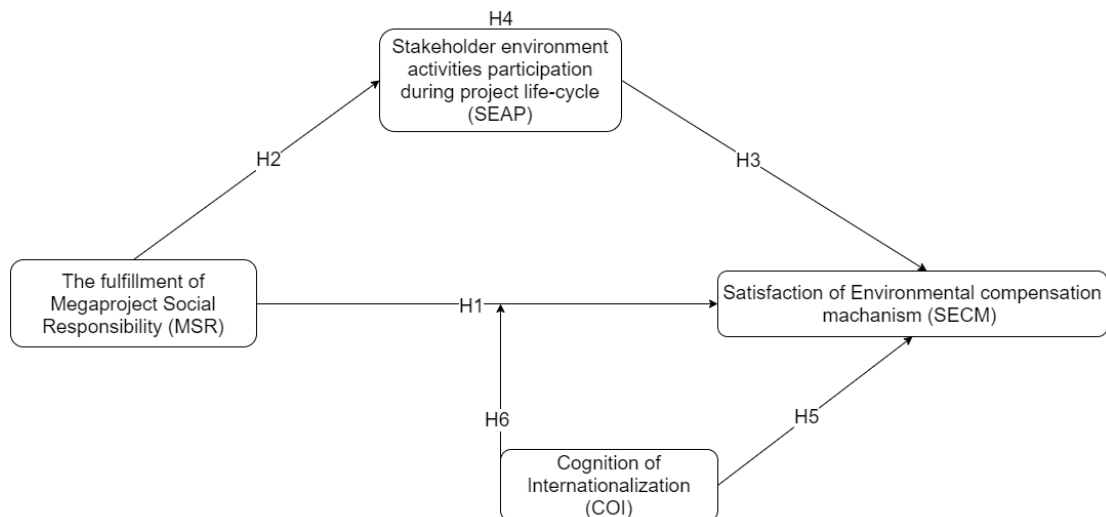 H4
Stakeholder environment
activities participation
during project life-cycle
(SEAP)
H2
H3
The fulfillment of
Megaproject Social
Responsibility (MSR)
H1
Satisfaction of Environmental compensation
machanism (SECM)
H6
H5
Cognition of
Internationalization
(COI)